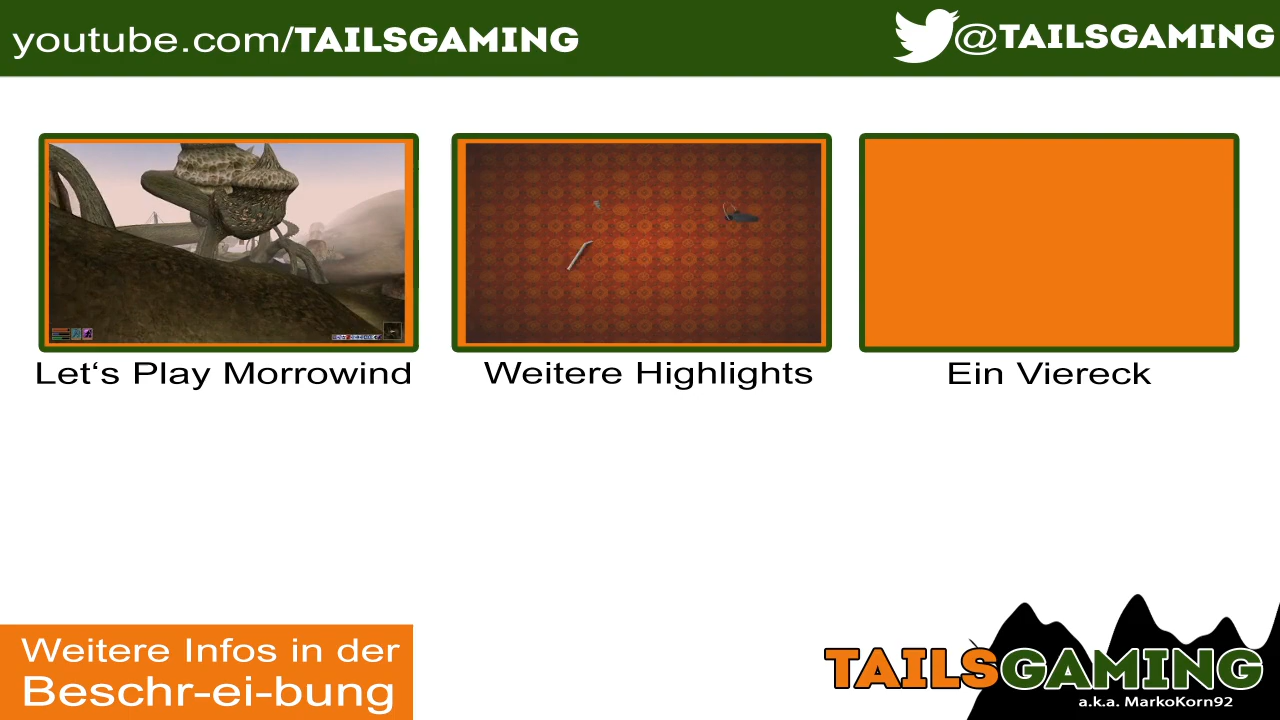 youtube.com/TAILSGAMING
@TAILSGAMING
Let‘s Play Morrowind
Weitere Highlights
Ein Viereck
Weitere Infos in der
Beschr-ei-bung
TAILSGAMING
a.k.a. MarkoKorn92